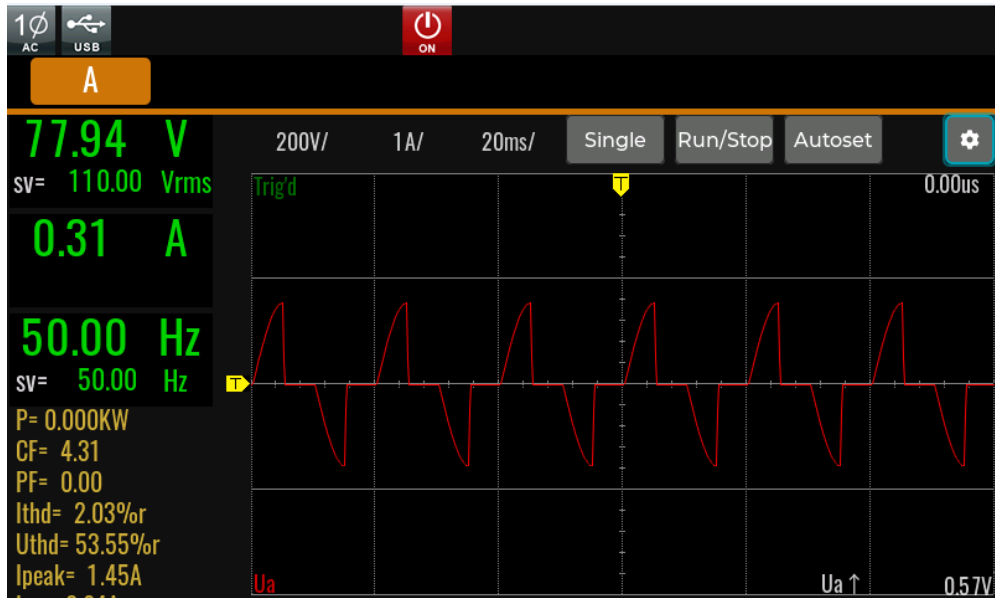 1Ø
AC
USB
ON
A
77.94 V
SV= 110.00 Vrms
0.31 A
50.00 Hz
SV= 50.00 Hz
P= 0.000KW
CF= 4.31
PF= 0.00
Ithd= 2.03%r
Uthd= 53.55%r
Ipeak= 1.45A
200V/ 1A/ 20ms/ Single Run/Stop Autoset
Trig'd T 0.00us
T
Ua Ua↑ 0.57V